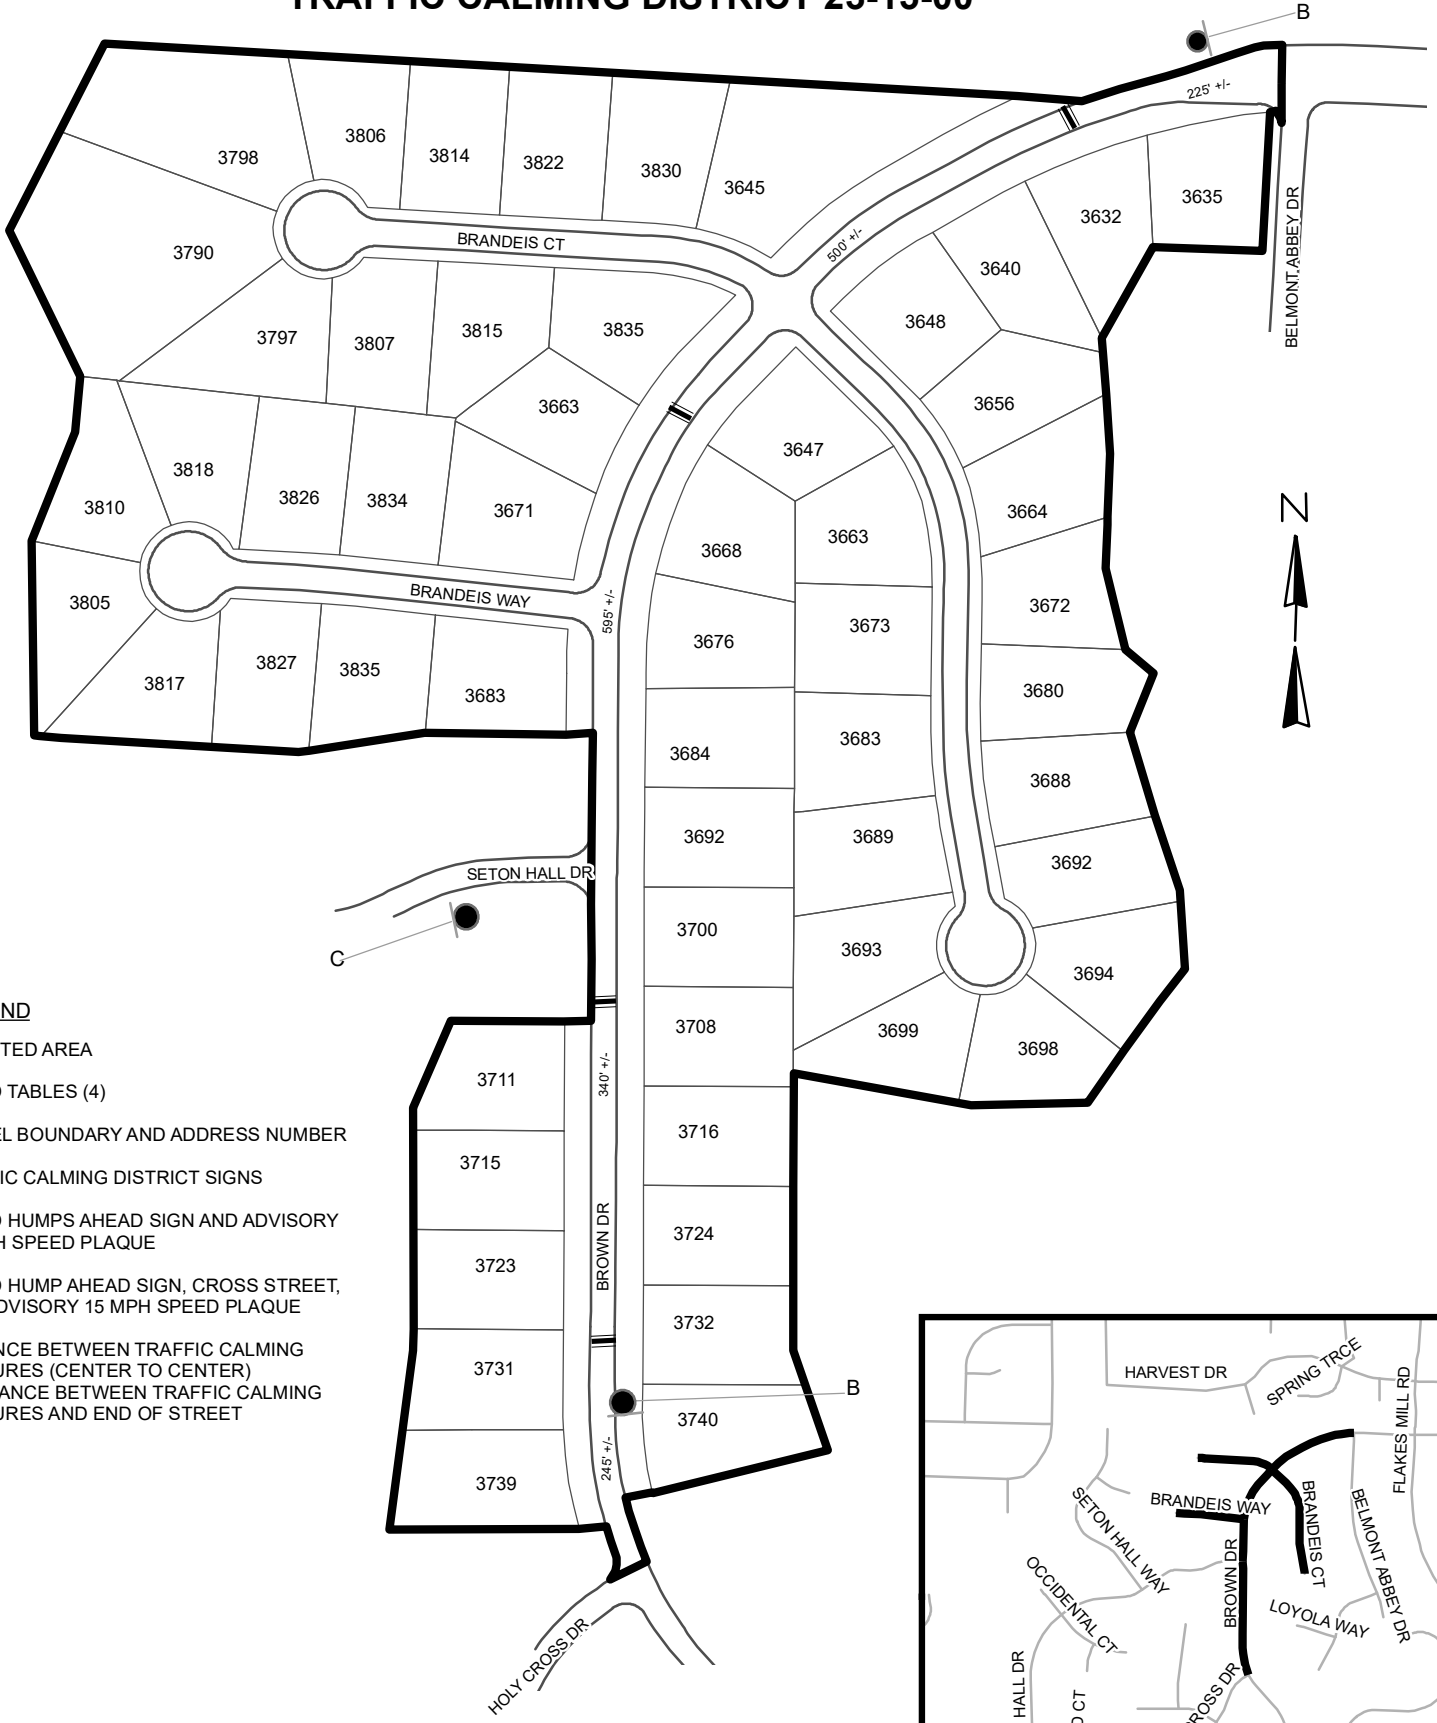 TRAFFIC CALMING DISTRICT 25-15-06
B
225' +/-
3806
3798
3814
3822
3830
3645
3635
3632
BELMONT ABBEY DR
3790
BRANDEIS CT
500' +/-
3640
3648
3797
3807
3815
3835
3656
3663
3647
3818
3826
3834
3671
3810
3664
3668
3663
N
BRANDEIS WAY
595' +/-
3805
3672
3676
3673
3817
3827
3835
3683
3680
3684
3683
3688
3692
3689
3692
SETON HALL DR
C
3700
3693
3694
3708
3699
3698
ND
TED AREA
TABLES (4)
EL BOUNDARY AND ADDRESS NUMBER
IC CALMING DISTRICT SIGNS
HUMPS AHEAD SIGN AND ADVISORY
H SPEED PLAQUE
HUMP AHEAD SIGN, CROSS STREET,
DVISORY 15 MPH SPEED PLAQUE
NCE BETWEEN TRAFFIC CALMING
URES (CENTER TO CENTER)
ANCE BETWEEN TRAFFIC CALMING
URES AND END OF STREET
3711
340' +/-
3716
3715
3724
BROWN DR
3723
3732
3731
B
3740
245' +/-
3739
HOLY CROSS DR
HARVEST DR
SPRING TRCE
FLAKES MILL RD
BRANDEIS WAY
SETON HALL WAY
BRANDEIS CT
BELMONT ABBEY DR
OCCIDENTAL CT
BROWN DR
LOYOLA WAY
HALL DR
CT
ROSS DR